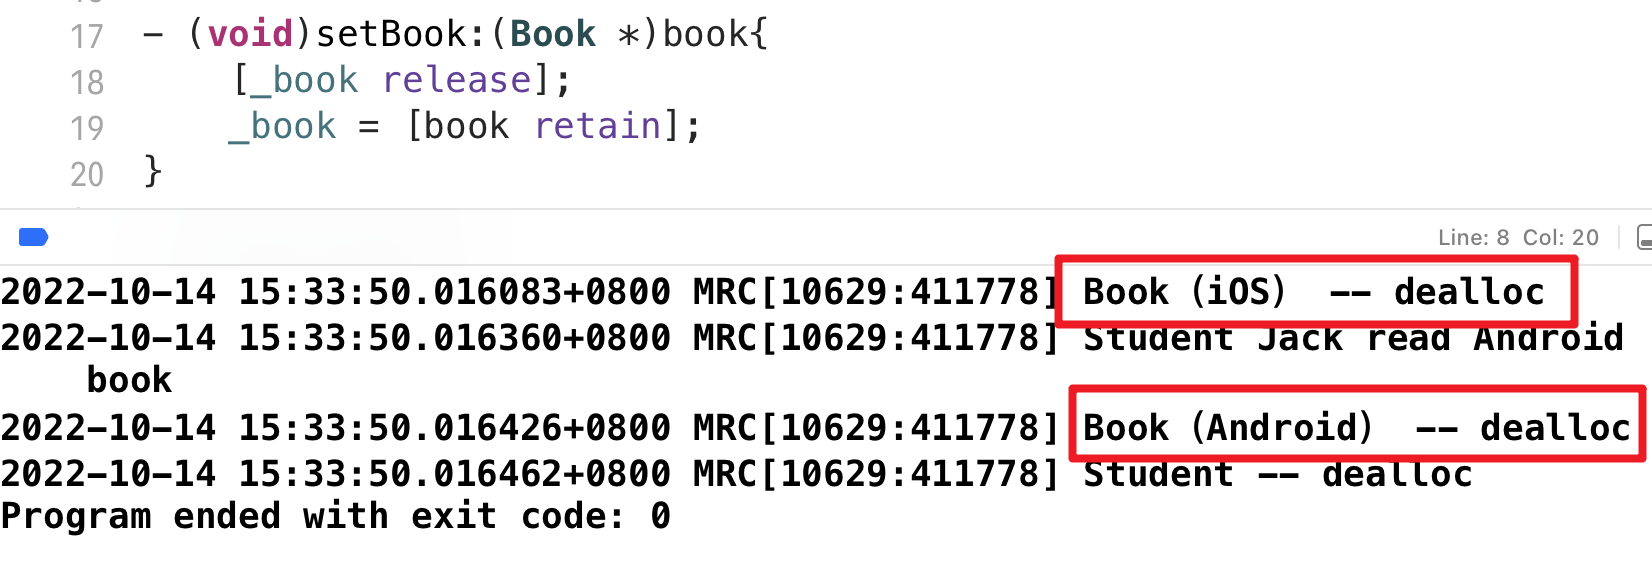 17 - (void)setBook:(Book *)book{
18 [_book release];
19 _book = [book retain];
20 }
Line: 8 Col: 20
2022-10-14 15:33:50.016083+0800 MRC[10629:411778] Book (iOS) -- dealloc
2022-10-14 15:33:50.016360+0800 MRC[10629:411778] Student Jack read Android
book
2022-10-14 15:33:50.016426+0800 MRC[10629:411778] Book (Android) -- dealloc
2022-10-14 15:33:50.016462+0800 MRC[10629:411778] Student -- dealloc
Program ended with exit code: 0